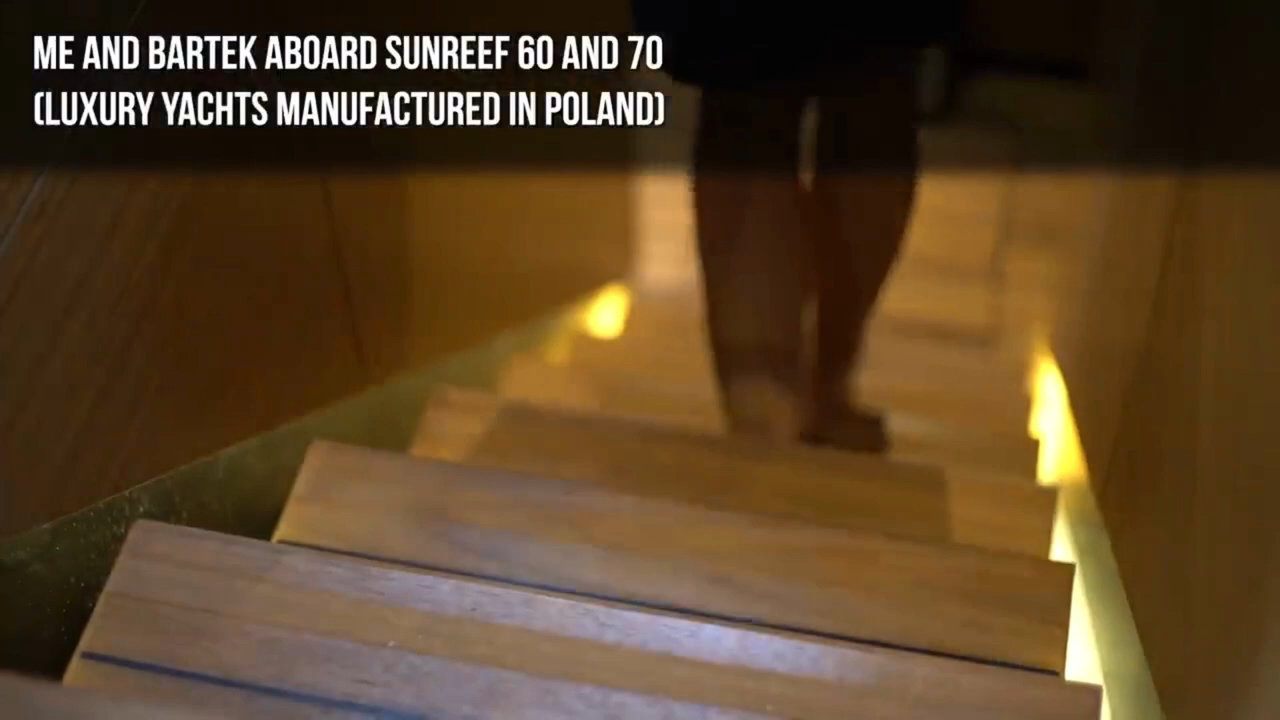 ME AND BARTEK ABOARD SUNREEF 60 AND 70
(LUXURY YACHTS MANUFACTURED IN POLAND)